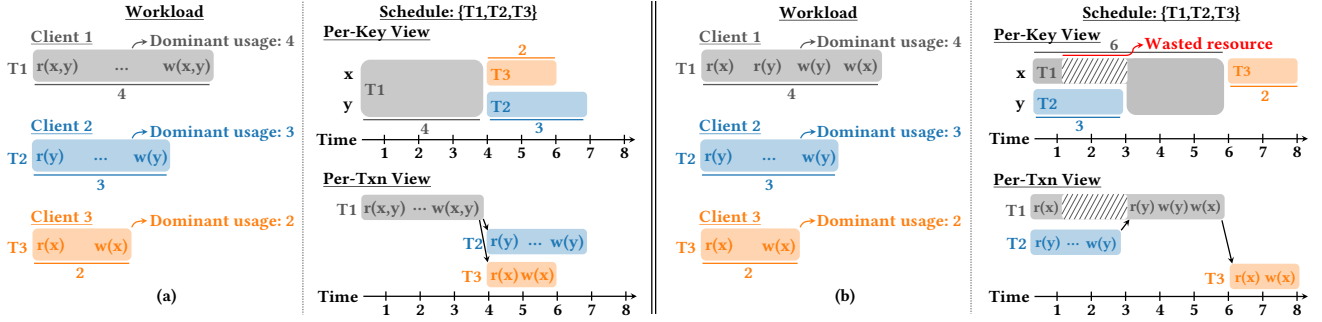 Workload
Client 1
Dominant usage: 4
T1 r(x,y) ... w(x,y)
4
Client 2
Dominant usage: 3
T2 r(y) ... w(y)
3
Client 3
Dominant usage: 2
T3 r(x) w(x)
2
(a)
Schedule: {T1,T2,T3}
Per-Key View
2
x T3
T1
y T2
4 3
Time 1 2 3 4 5 6 7 8
Per-Txn View
T1 r(x,y) ... w(x,y)
T2 r(y) ... w(y)
T3 r(x) w(x)
Time 1 2 3 4 5 6 7 8
Workload
Client 1
Dominant usage: 4
T1 r(x) r(y) w(y) w(x)
4
Client 2
Dominant usage: 3
T2 r(y) ... w(y)
3
Client 3
Dominant usage: 2
T3 r(x) w(x)
2
(b)
Schedule: {T1,T2,T3}
Per-Key View
6 Wasted resource
x T1 T3
y T2 2
3
Time 1 2 3 4 5 6 7 8
Per-Txn View
T1 r(x) r(y) w(y) w(x)
T2 r(y) ... w(y)
T3 r(x) w(x)
Time 1 2 3 4 5 6 7 8